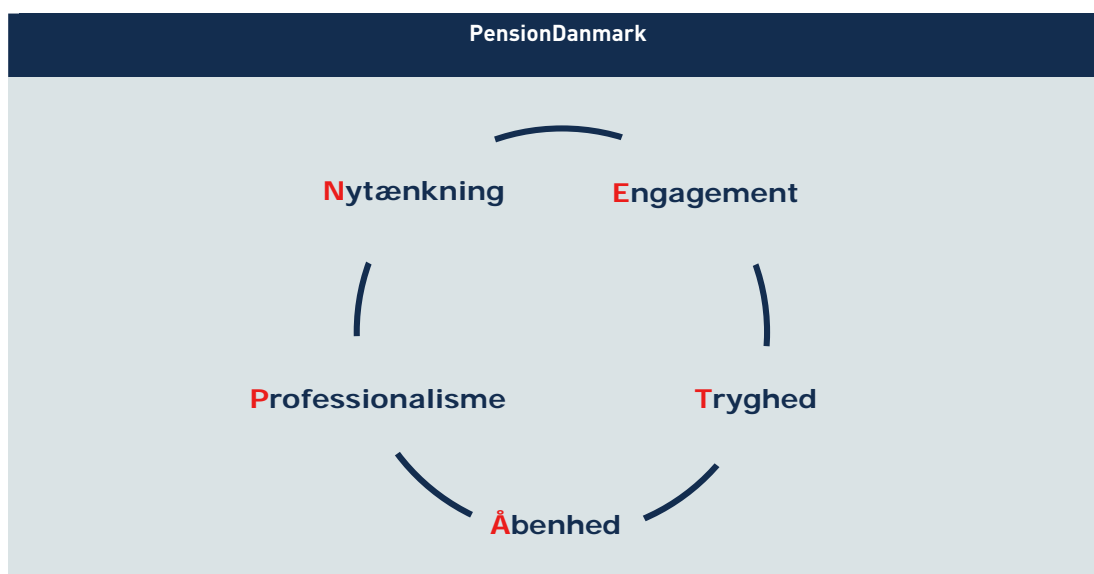 PensionDanmark
Nytænkning
Engagement
Professionalisme
Tryghed
Åbenhed